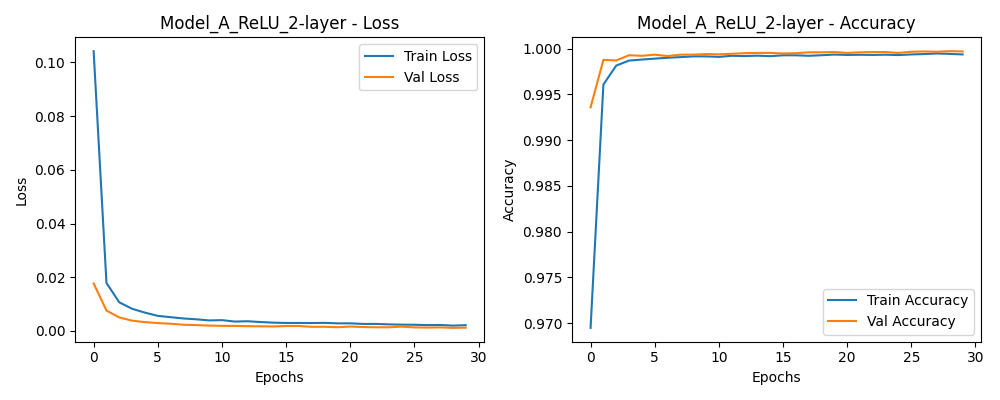 Model_A_ReLU_2-layer - Loss
Loss
0.10
0.08
0.06
0.04
0.02
0.00
0 5 10 15 20 25 30
Epochs
Train Loss
Val Loss
Model_A_ReLU_2-layer - Accuracy
Accuracy
1.000
0.995
0.990
0.985
0.980
0.975
0.970
0 5 10 15 20 25 30
Epochs
Train Accuracy
Val Accuracy